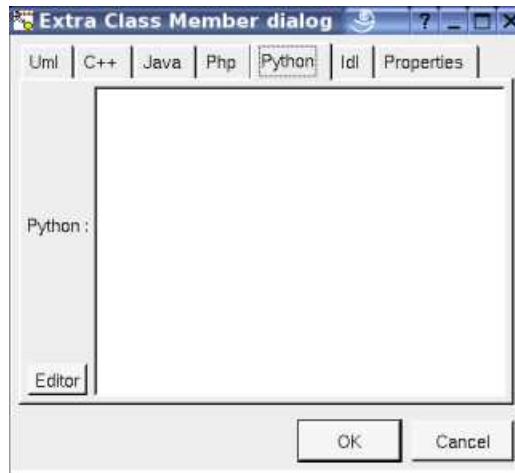 Extra Class Member dialog ?
Uml C++ Java Php Python Idl Properties
Python :
Editor
OK Cancel